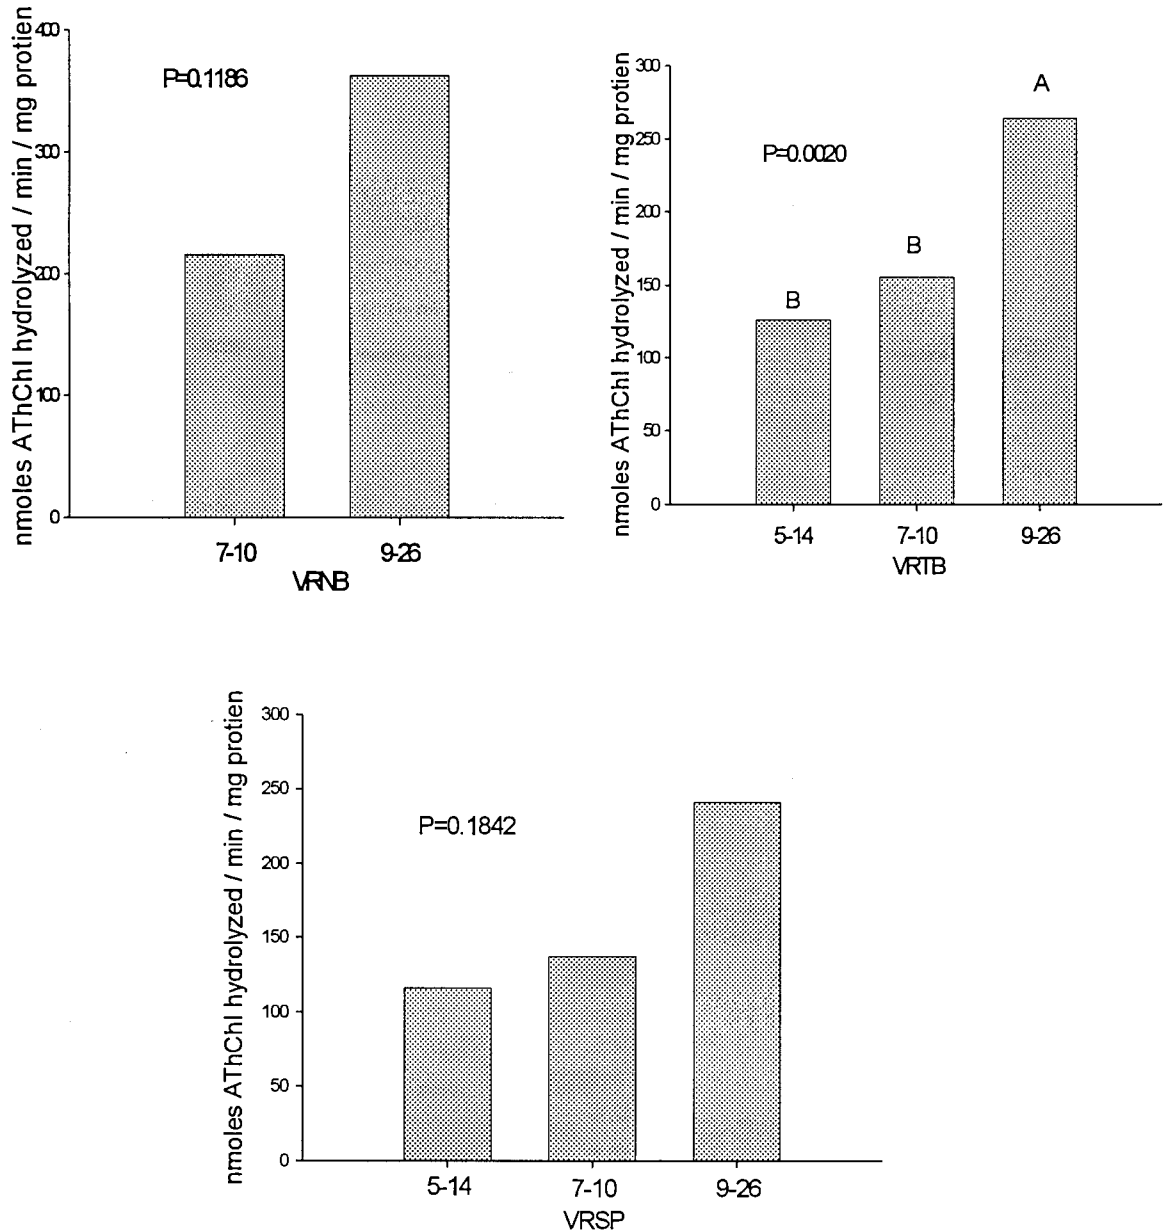 nmoles AThChI hydrolyzed / min / mg protien
400
300
200
100
0
P=0.1186
7-10 9-26
VRNB
nmoles AThChI hydrolyzed / min / mg protien
300
250
200
150
100
50
0
P=0.0020
B
B
A
5-14 7-10 9-26
VRTB
nmoles AThChI hydrolyzed / min / mg protien
300
250
200
150
100
50
0
P=0.1842
5-14 7-10 9-26
VRSP